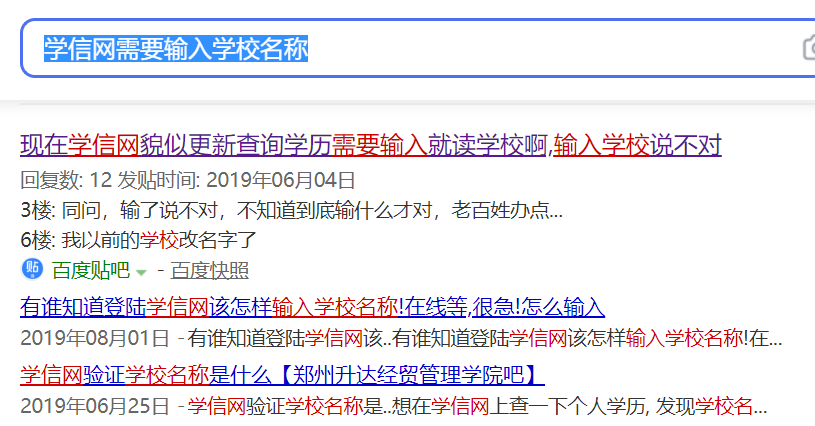 学信网需要输入学校名称
现在学信网貌似更新查询学历需要输入就读学校啊,输入学校说不对
回复数: 12 发贴时间: 2019年06月04日
3楼: 同问，输了说不对，不知道到底输什么才对，老百姓办点...
6楼: 我以前的学校改名字了
贴 百度贴吧 - 百度快照
有谁知道登陆学信网该怎样输入学校名称!在线等,很急!怎么输入
2019年08月01日 - 有谁知道登陆学信网该..有谁知道登陆学信网该怎样输入学校名称!在...
学信网验证学校名称是什么【郑州升达经贸管理学院吧】
2019年06月25日 - 学信网验证学校名称是..想在学信网上查一下个人学历, 发现学校名...